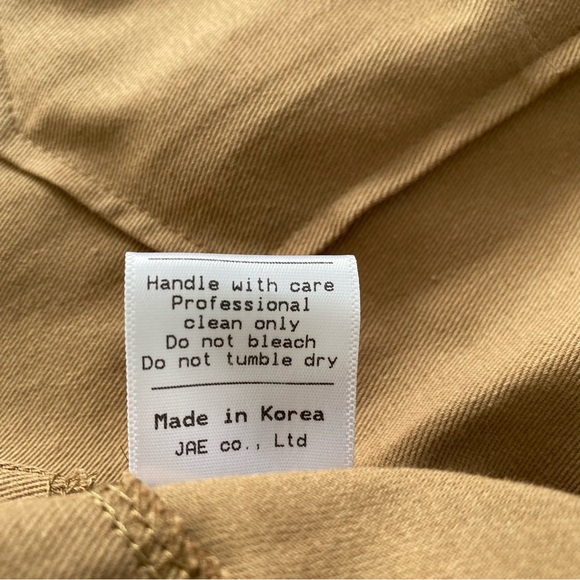 Handle with care
Professional
clean only
Do not bleach
Do not tumble dry
Made in Korea
JAE co., Ltd